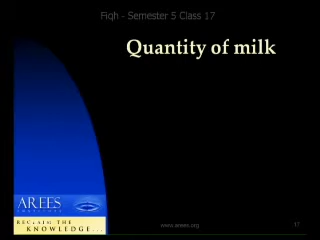 Fiqh - Semester 5 Class 17
Quantity of milk
AREES
RECLAIM THE
KNOWLEDGE...
www.arees.org
17